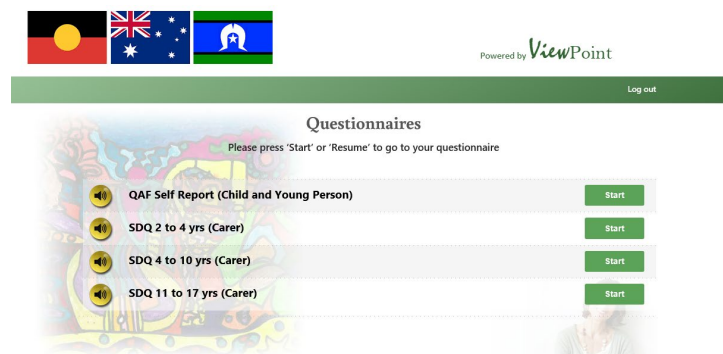 Powered by ViewPoint
Log out
Questionnaires
Please press 'Start' or 'Resume' to go to your questionnaire
QAF Self Report (Child and Young Person) Start
SDQ 2 to 4 yrs (Carer) Start
SDQ 4 to 10 yrs (Carer) Start
SDQ 11 to 17 yrs (Carer) Start